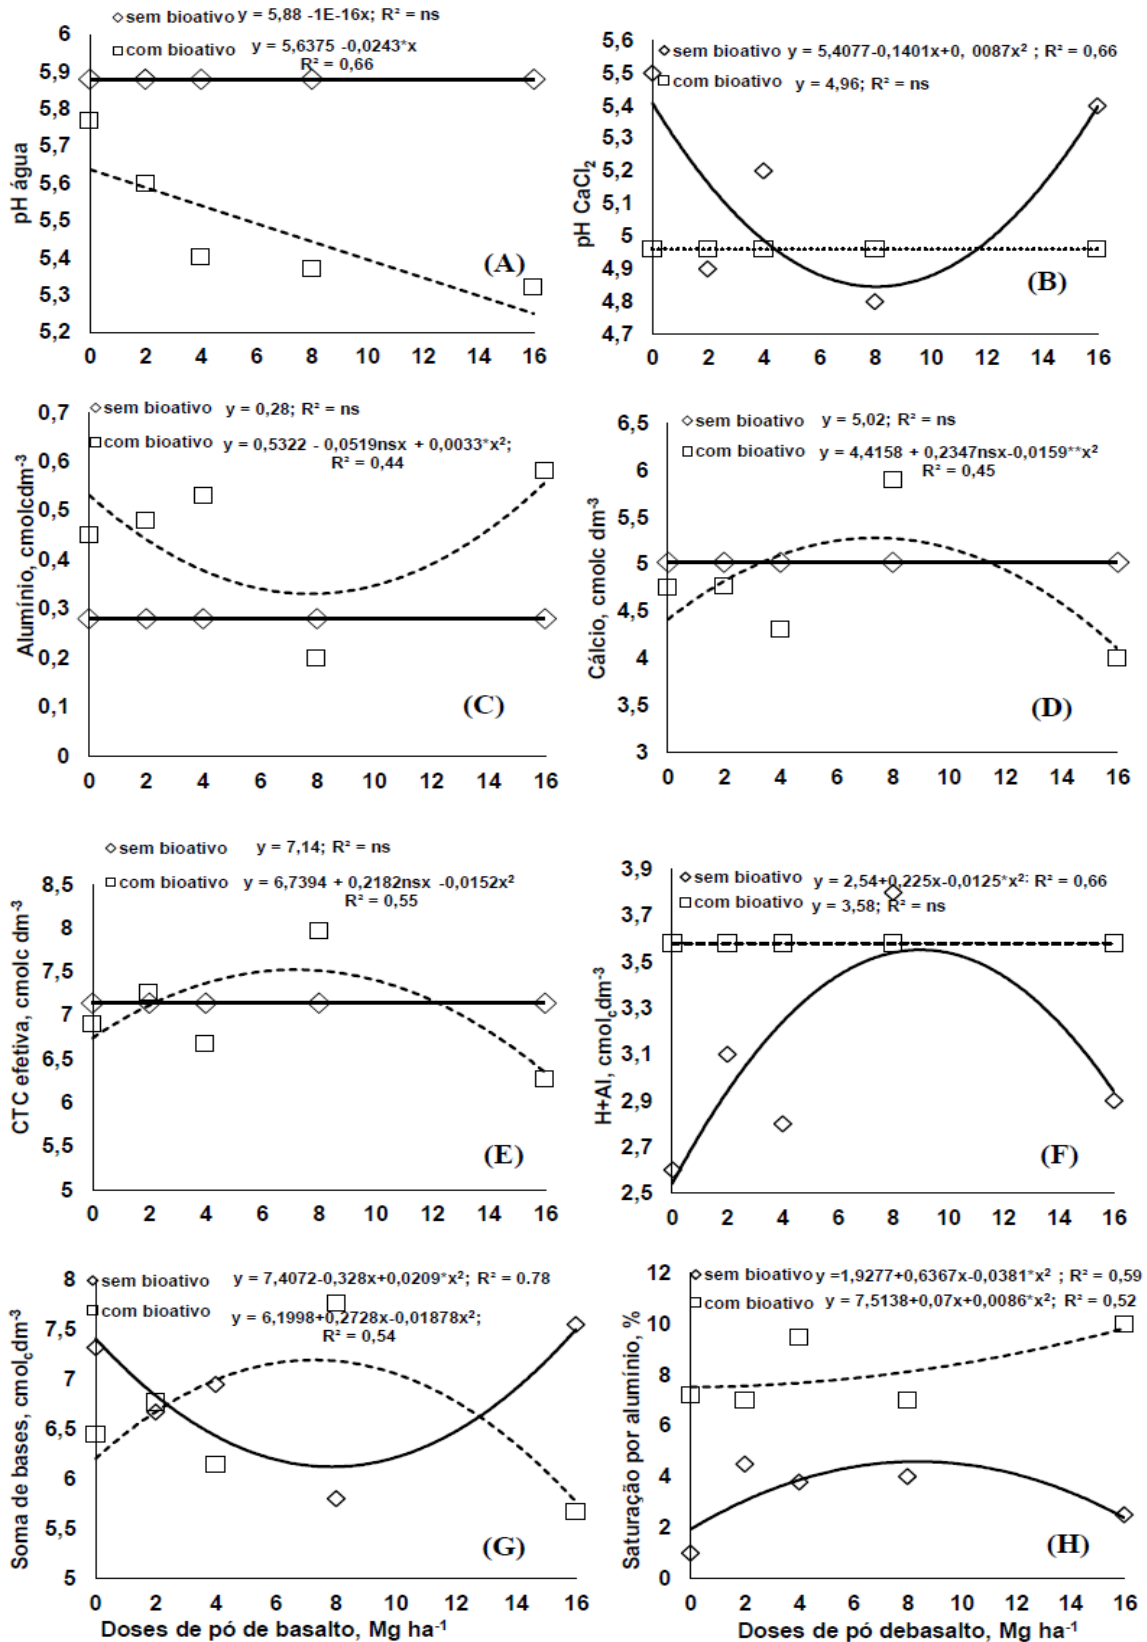 sem bioativo y = 5,88 -1E-16x; R² = ns
com bioativo y = 5,6375 -0,0243*x
R² = 0,66
6
5,9
5,8
5,7
5,6
5,5
5,4
5,3
5,2
pH água
(A)
0 2 4 6 8 10 12 14 16
5,6
sem bioativo y = 5,4077-0,1401x+0, 0087x² ; R² = 0,66
com bioativo y = 4,96; R² = ns
5,5
5,4
5,3
5,2
5,1
5
4,9
4,8
4,7
pH CaCl₂
(B)
0 2 4 6 8 10 12 14 16
0,7
sem bioativo y = 0,28; R² = ns
com bioativo y = 0,5322 - 0,0519nsx + 0,0033*x²;
R² = 0,44
0,6
0,5
0,4
0,3
0,2
0,1
0
Alumínio, cmolcdm⁻³
(C)
0 2 4 6 8 10 12 14 16
6,5
sem bioativo y = 5,02; R² = ns
com bioativo y = 4,4158 + 0,2347nsx-0,0159**x²
R² = 0,45
6
5,5
5
4,5
4
3,5
3
Cálcio, cmolc dm⁻³
(D)
0 2 4 6 8 10 12 14 16
sem bioativo y = 7,14; R² = ns
com bioativo y = 6,7394 + 0,2182nsx -0,0152x²
R² = 0,55
8,5
8
7,5
7
6,5
6
5,5
5
CTC efetiva, cmolc dm⁻³
(E)
0 2 4 6 8 10 12 14 16
3,9
sem bioativo y = 2,54+0,225x-0,0125*x²; R² = 0,66
com bioativo y = 3,58; R² = ns
3,7
3,5
3,3
3,1
2,9
2,7
2,5
H+Al, cmol꜀dm⁻³
(F)
0 2 4 6 8 10 12 14 16
8
sem bioativo y = 7,4072-0,328x+0,0209*x²; R² = 0.78
com bioativo y = 6,1998+0,2728x-0,01878x²;
R² = 0,54
7,5
7
6,5
6
5,5
5
Soma de bases, cmol꜀dm⁻³
(G)
0 2 4 6 8 10 12 14 16
Doses de pó de basalto, Mg ha⁻¹
12
sem bioativo y =1,9277+0,6367x-0,0381*x² ; R² = 0,59
com bioativo y = 7,5138+0,07x+0,0086*x²; R² = 0,52
10
8
6
4
2
0
Saturação por alumínio, %
(H)
0 2 4 6 8 10 12 14 16
Doses de pó debasalto, Mg ha⁻¹